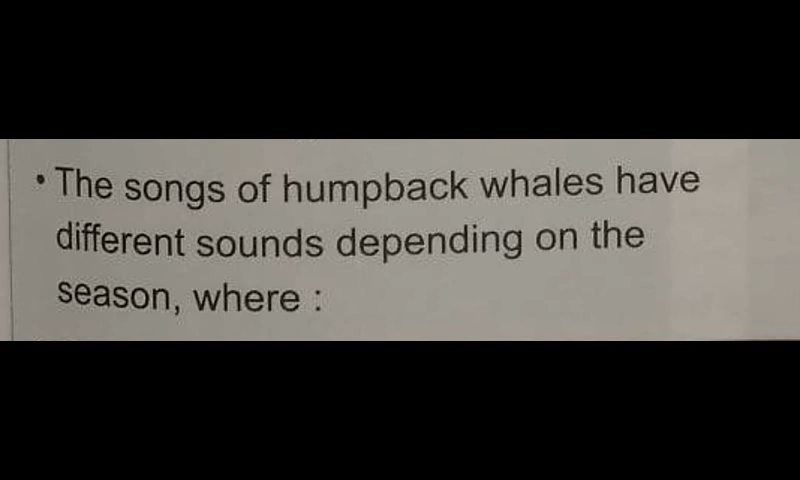 • The songs of humpback whales have
different sounds depending on the
season, where :